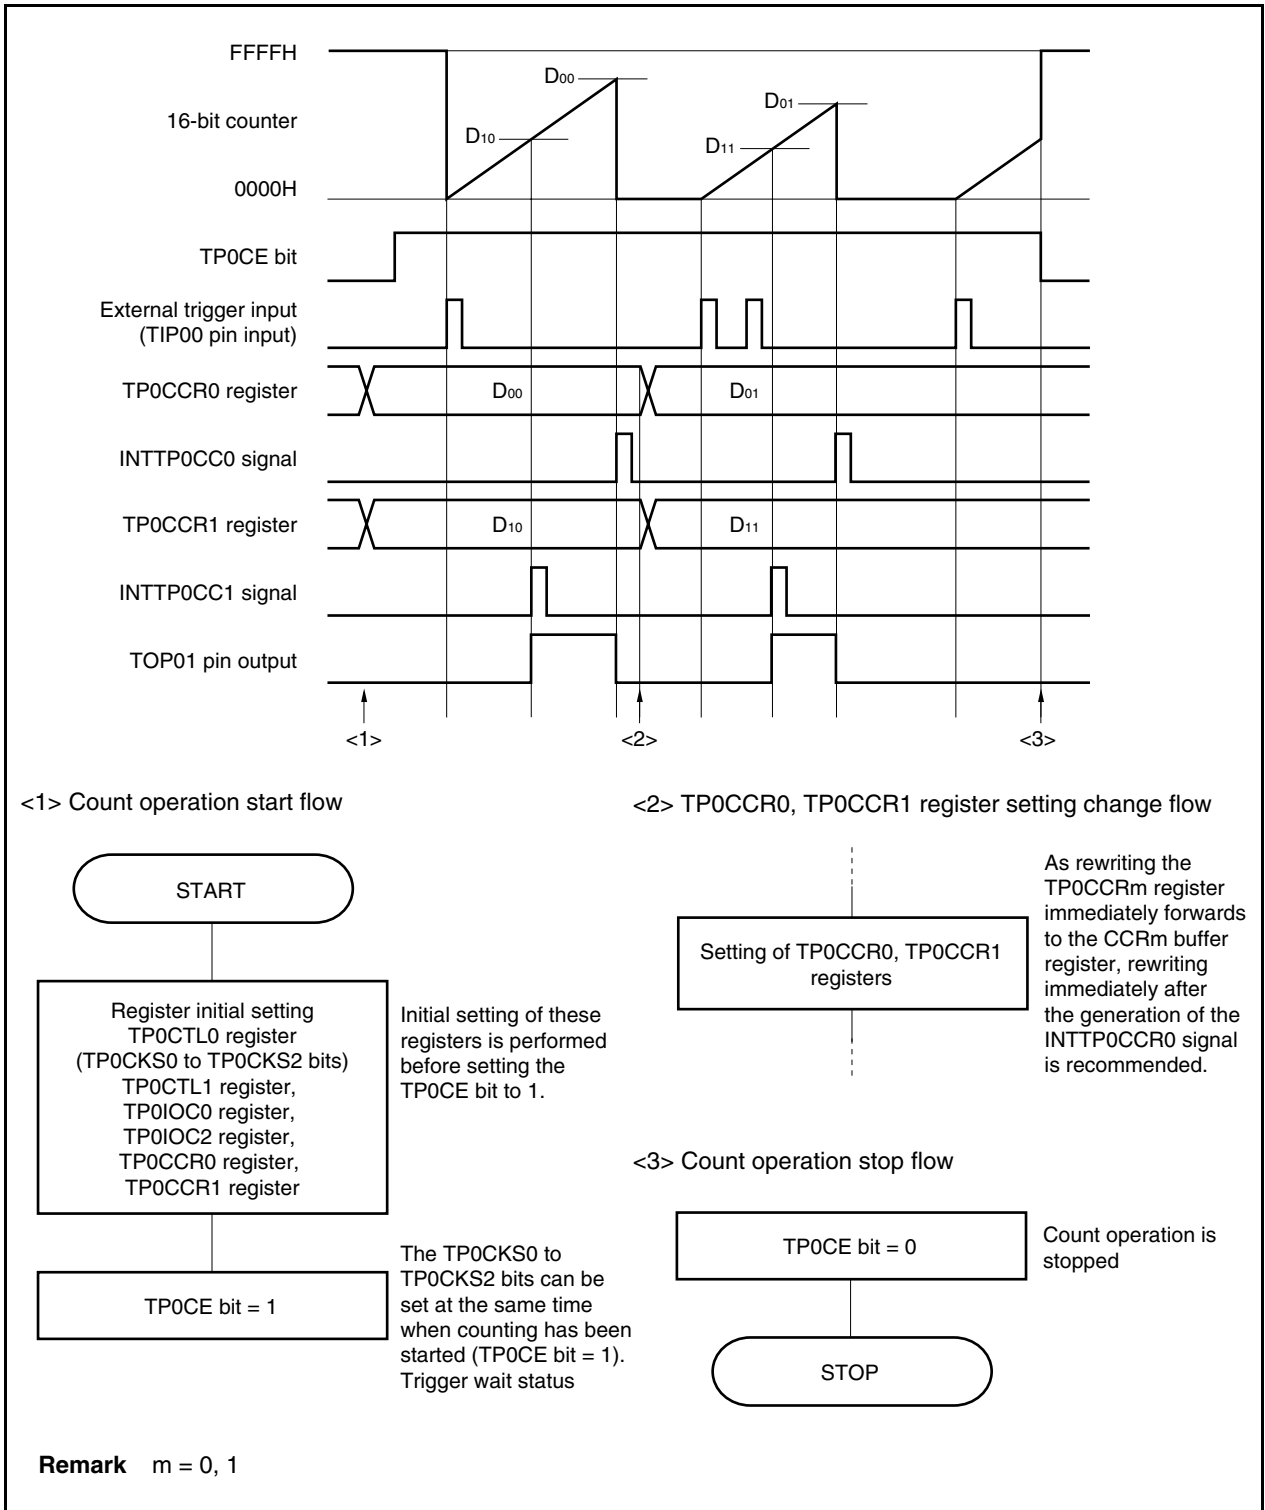 FFFFH
D00
D01
16-bit counter
D10
D11
0000H
TP0CE bit
External trigger input
(TIP00 pin input)
TP0CCR0 register
D00
D01
INTTP0CC0 signal
TP0CCR1 register
D10
D11
INTTP0CC1 signal
TOP01 pin output
<1>
<2>
<3>
<1> Count operation start flow
START
Register initial setting
TP0CTL0 register
(TP0CKS0 to TP0CKS2 bits)
TP0CTL1 register,
TP0IOC0 register,
TP0IOC2 register,
TP0CCR0 register,
TP0CCR1 register
Initial setting of these
registers is performed
before setting the
TP0CE bit to 1.
TP0CE bit = 1
The TP0CKS0 to
TP0CKS2 bits can be
set at the same time
when counting has been
started (TP0CE bit = 1).
Trigger wait status
<2> TP0CCR0, TP0CCR1 register setting change flow
Setting of TP0CCR0, TP0CCR1
registers
As rewriting the
TP0CCRm register
immediately forwards
to the CCRm buffer
register, rewriting
immediately after
the generation of the
INTTP0CCR0 signal
is recommended.
<3> Count operation stop flow
TP0CE bit = 0
Count operation is
stopped
STOP
Remark m = 0, 1